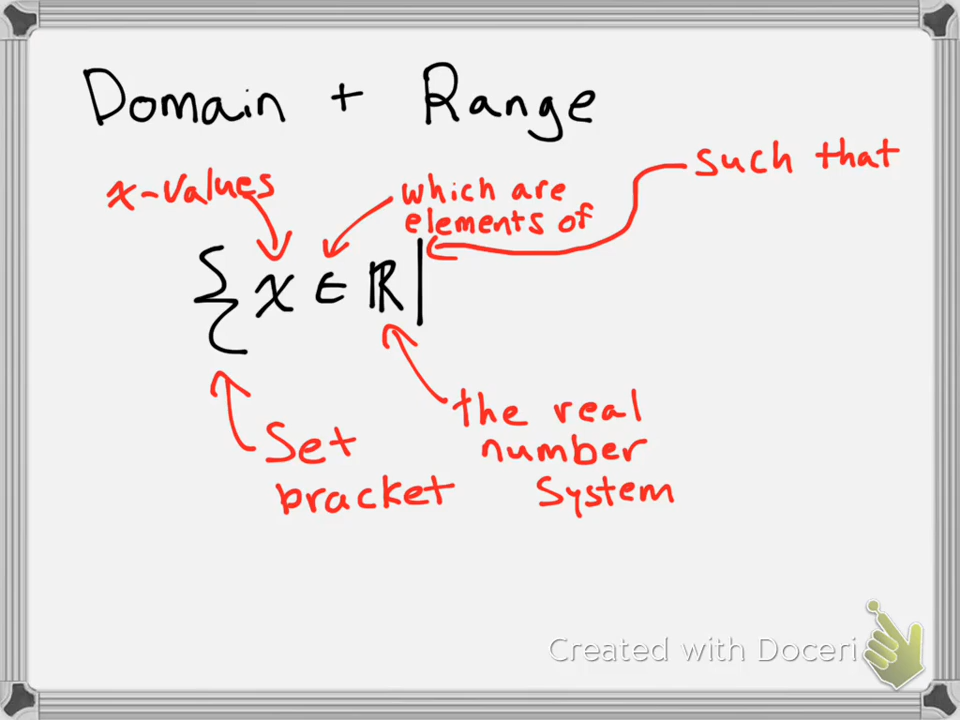 Domain + Range
such that
x-values
which are
elements of
{ x ∈ ℝ |
the real
number
system
Set
bracket
Created with Doceri